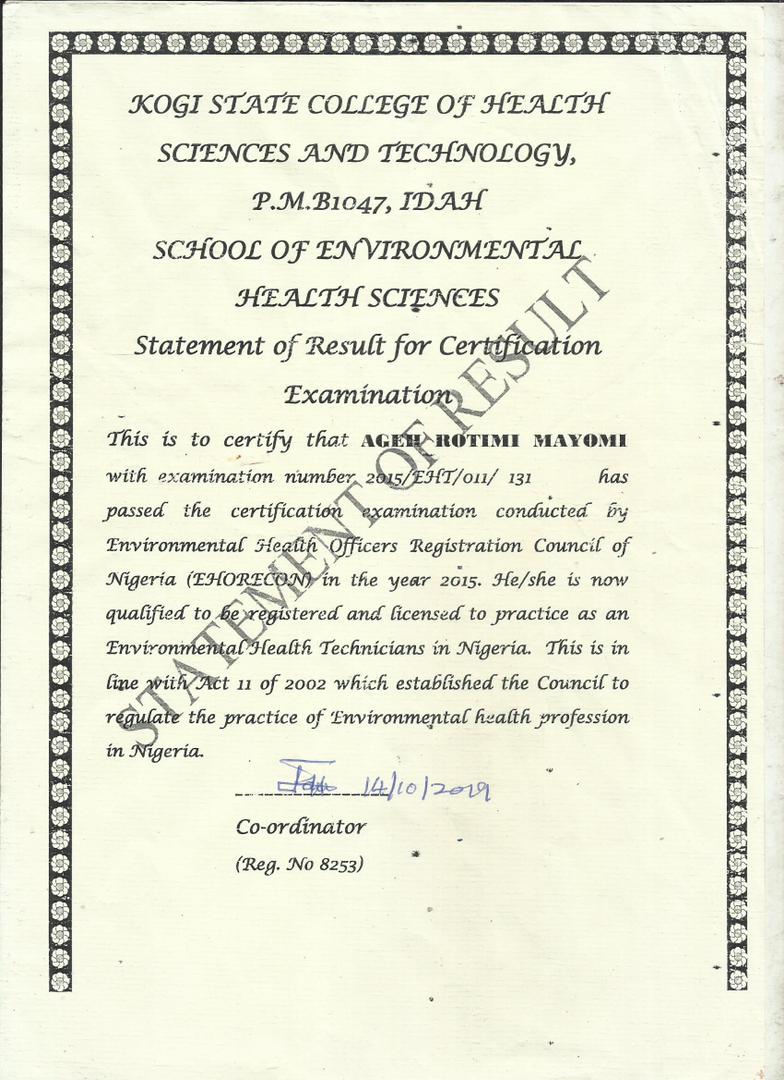 KOGI STATE COLLEGE OF HEALTH
SCIENCES AND TECHNOLOGY,
P.M.B1047, IDAH
SCHOOL OF ENVIRONMENTAL
HEALTH SCIENCES
Statement of Result for Certification
Examination
This is to certify that AGEH ROTIMI MAYOMI
with examination number 2015/EHT/011/ 131 has
passed the certification examination conducted by
Environmental Health Officers Registration Council of
Nigeria (EHORECON) in the year 2015. He/she is now
qualified to be registered and licensed to practice as an
Environmental Health Technicians in Nigeria. This is in
line with Act 11 of 2002 which established the Council to
regulate the practice of Environmental health profession
in Nigeria.
14/10/2019
Co-ordinator
(Reg. No 8253)
STATEMENT OF RESULT